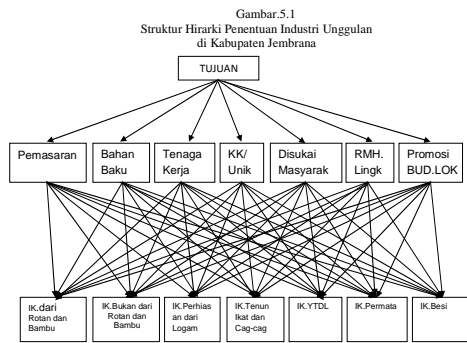 Gambar.5.1
Struktur Hirarki Penentuan Industri Unggulan
di Kabupaten Jembrana
TUJUAN
Pemasaran
Bahan
Baku
Tenaga
Kerja
KK/
Unik
Disukai
Masyarak
RMH.
Lingk
Promosi
BUD.LOK
IK.dari
Rotan dan
Bambu
IK.Bukan dari
Rotan dan
Bambu
IK.Perhias
an dari
Logam
IK.Tenun
Ikat dan
Cag-cag
IK.YTDL
IK.Permata
IK.Besi